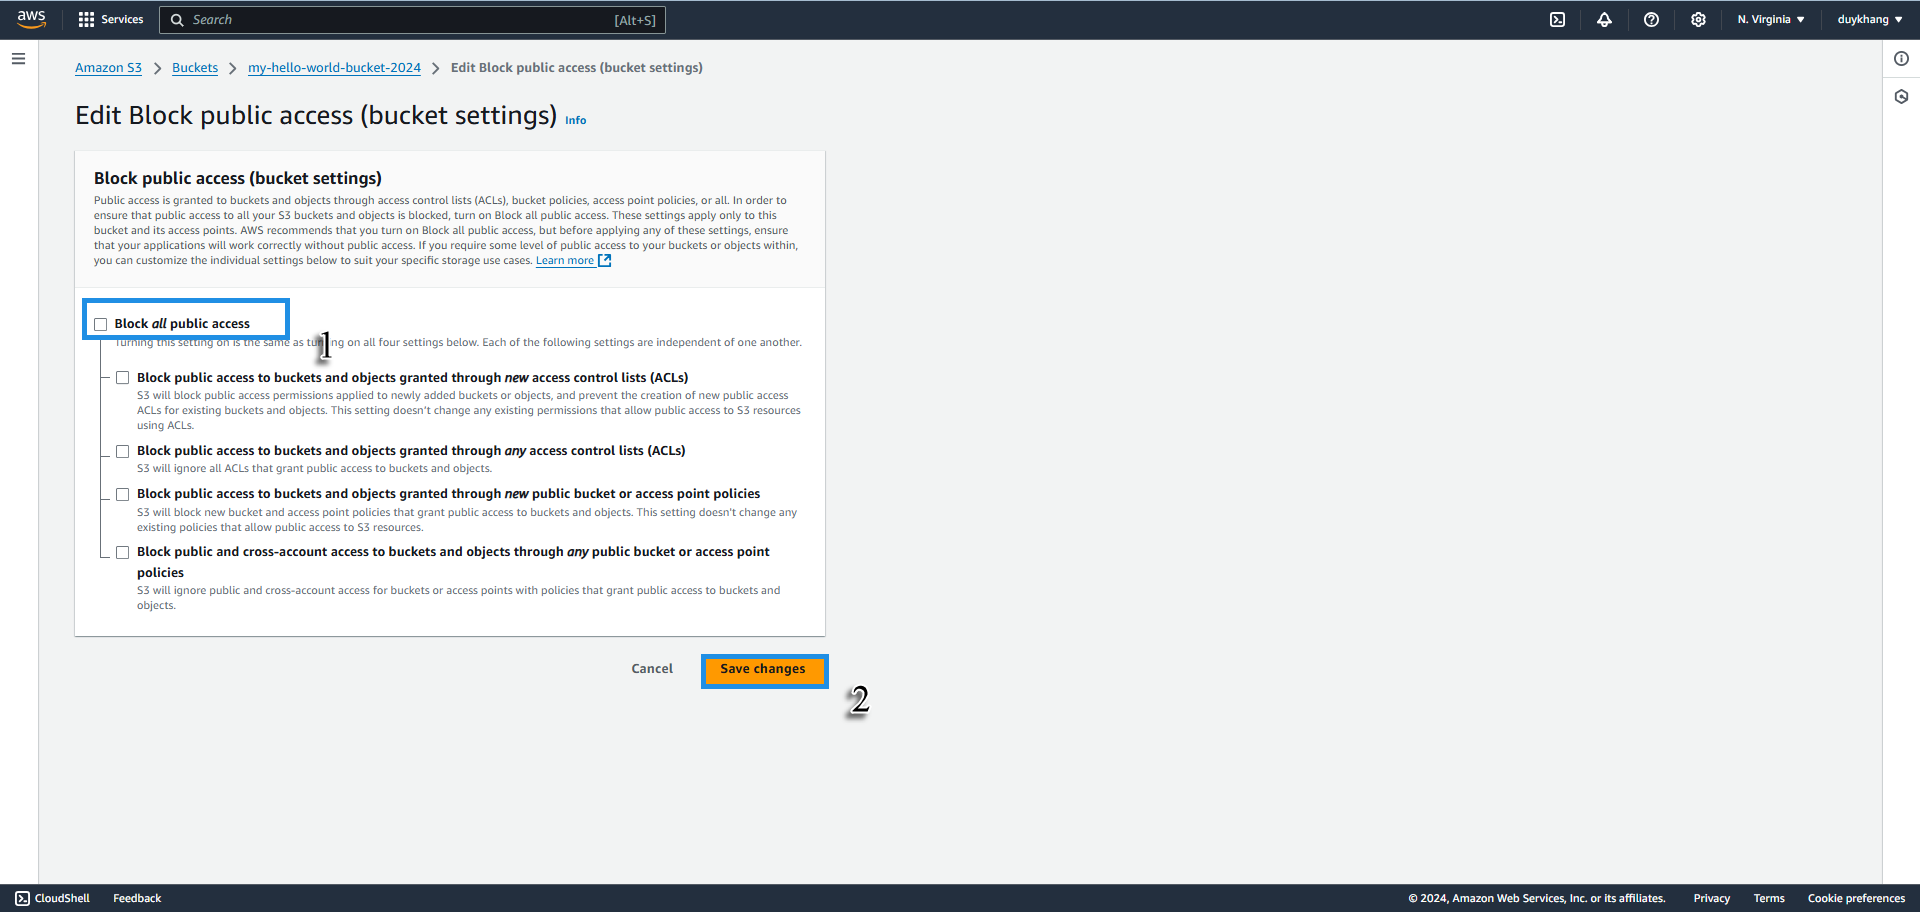 aws
Services
Search
[Alt+S]
N. Virginia
duykhang
Amazon S3
Buckets
my-hello-world-bucket-2024
Edit Block public access (bucket settings)
Edit Block public access (bucket settings) Info
Block public access (bucket settings)
Public access is granted to buckets and objects through access control lists (ACLs), bucket policies, access point policies, or all. In order to
ensure that public access to all your S3 buckets and objects is blocked, turn on Block all public access. These settings apply only to this
bucket and its access points. AWS recommends that you turn on Block all public access, but before applying any of these settings, ensure
that your applications will work correctly without public access. If you require some level of public access to your buckets or objects within,
you can customize the individual settings below to suit your specific storage use cases. Learn more
Block all public access
1
Turning this setting on is the same as turning on all four settings below. Each of the following settings are independent of one another.
Block public access to buckets and objects granted through new access control lists (ACLs)
S3 will block public access permissions applied to newly added buckets or objects, and prevent the creation of new public access
ACLs for existing buckets and objects. This setting doesn't change any existing permissions that allow public access to S3 resources
using ACLs.
Block public access to buckets and objects granted through any access control lists (ACLs)
S3 will ignore all ACLs that grant public access to buckets and objects.
Block public access to buckets and objects granted through new public bucket or access point policies
S3 will block new bucket and access point policies that grant public access to buckets and objects. This setting doesn't change any
existing policies that allow public access to S3 resources.
Block public and cross-account access to buckets and objects through any public bucket or access point
policies
S3 will ignore public and cross-account access for buckets or access points with policies that grant public access to buckets and
objects.
Cancel
Save changes
2
CloudShell
Feedback
© 2024, Amazon Web Services, Inc. or its affiliates.
Privacy
Terms
Cookie preferences